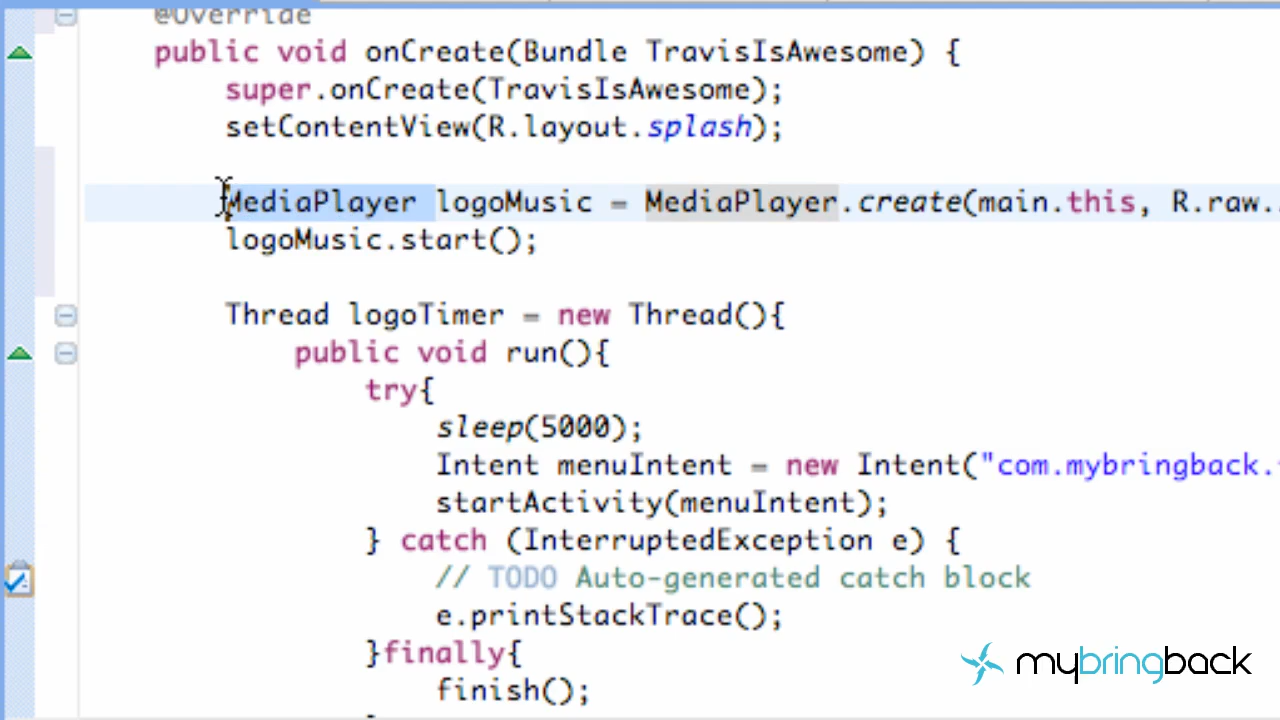 @Override
public void onCreate(Bundle TravisIsAwesome) {
super.onCreate(TravisIsAwesome);
setContentView(R.layout.splash);
MediaPlayer logoMusic = MediaPlayer.create(main.this, R.raw.
logoMusic.start();
Thread logoTimer = new Thread(){
public void run(){
try{
sleep(5000);
Intent menuIntent = new Intent("com.mybringback.
startActivity(menuIntent);
} catch (InterruptedException e) {
// TODO Auto-generated catch block
e.printStackTrace();
}finally{
finish();
mybringback